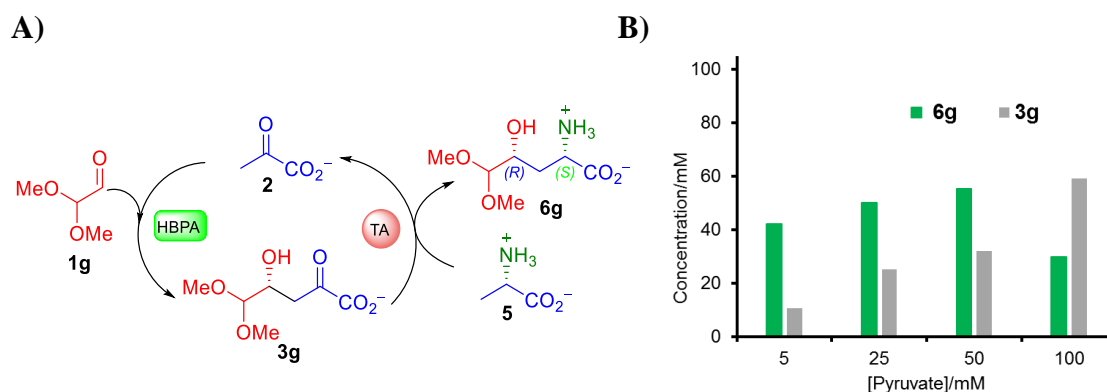 A)
B)
OH
NH3
+
MeO
(R)
(S)
CO2−
OMe
6g
O
CO2−
2
O
MeO
OMe
1g
HBPA
TA
NH3
+
CO2−
5
OH
O
MeO
CO2−
OMe
3g
6g
3g
Concentration/mM
100
80
60
40
20
0
5 25 50 100
[Pyruvate]/mM